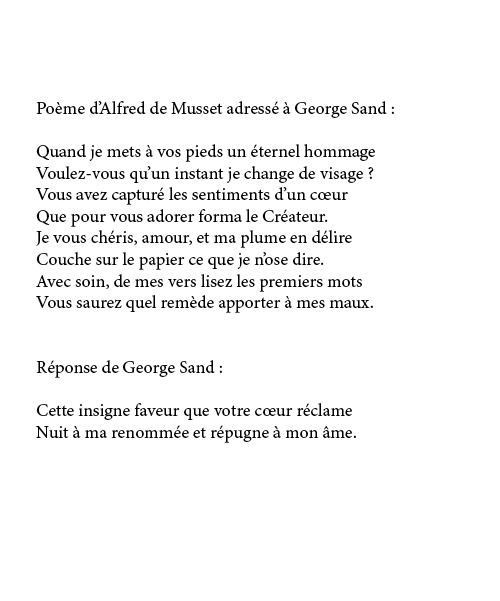 Poème d’Alfred de Musset adressé à George Sand :
Quand je mets à vos pieds un éternel hommage
Voulez-vous qu’un instant je change de visage ?
Vous avez capturé les sentiments d’un cœur
Que pour vous adorer forma le Créateur.
Je vous chéris, amour, et ma plume en délire
Couche sur le papier ce que je n’ose dire.
Avec soin, de mes vers lisez les premiers mots
Vous saurez quel remède apporter à mes maux.
Réponse de George Sand :
Cette insigne faveur que votre cœur réclame
Nuit à ma renommée et répugne à mon âme.